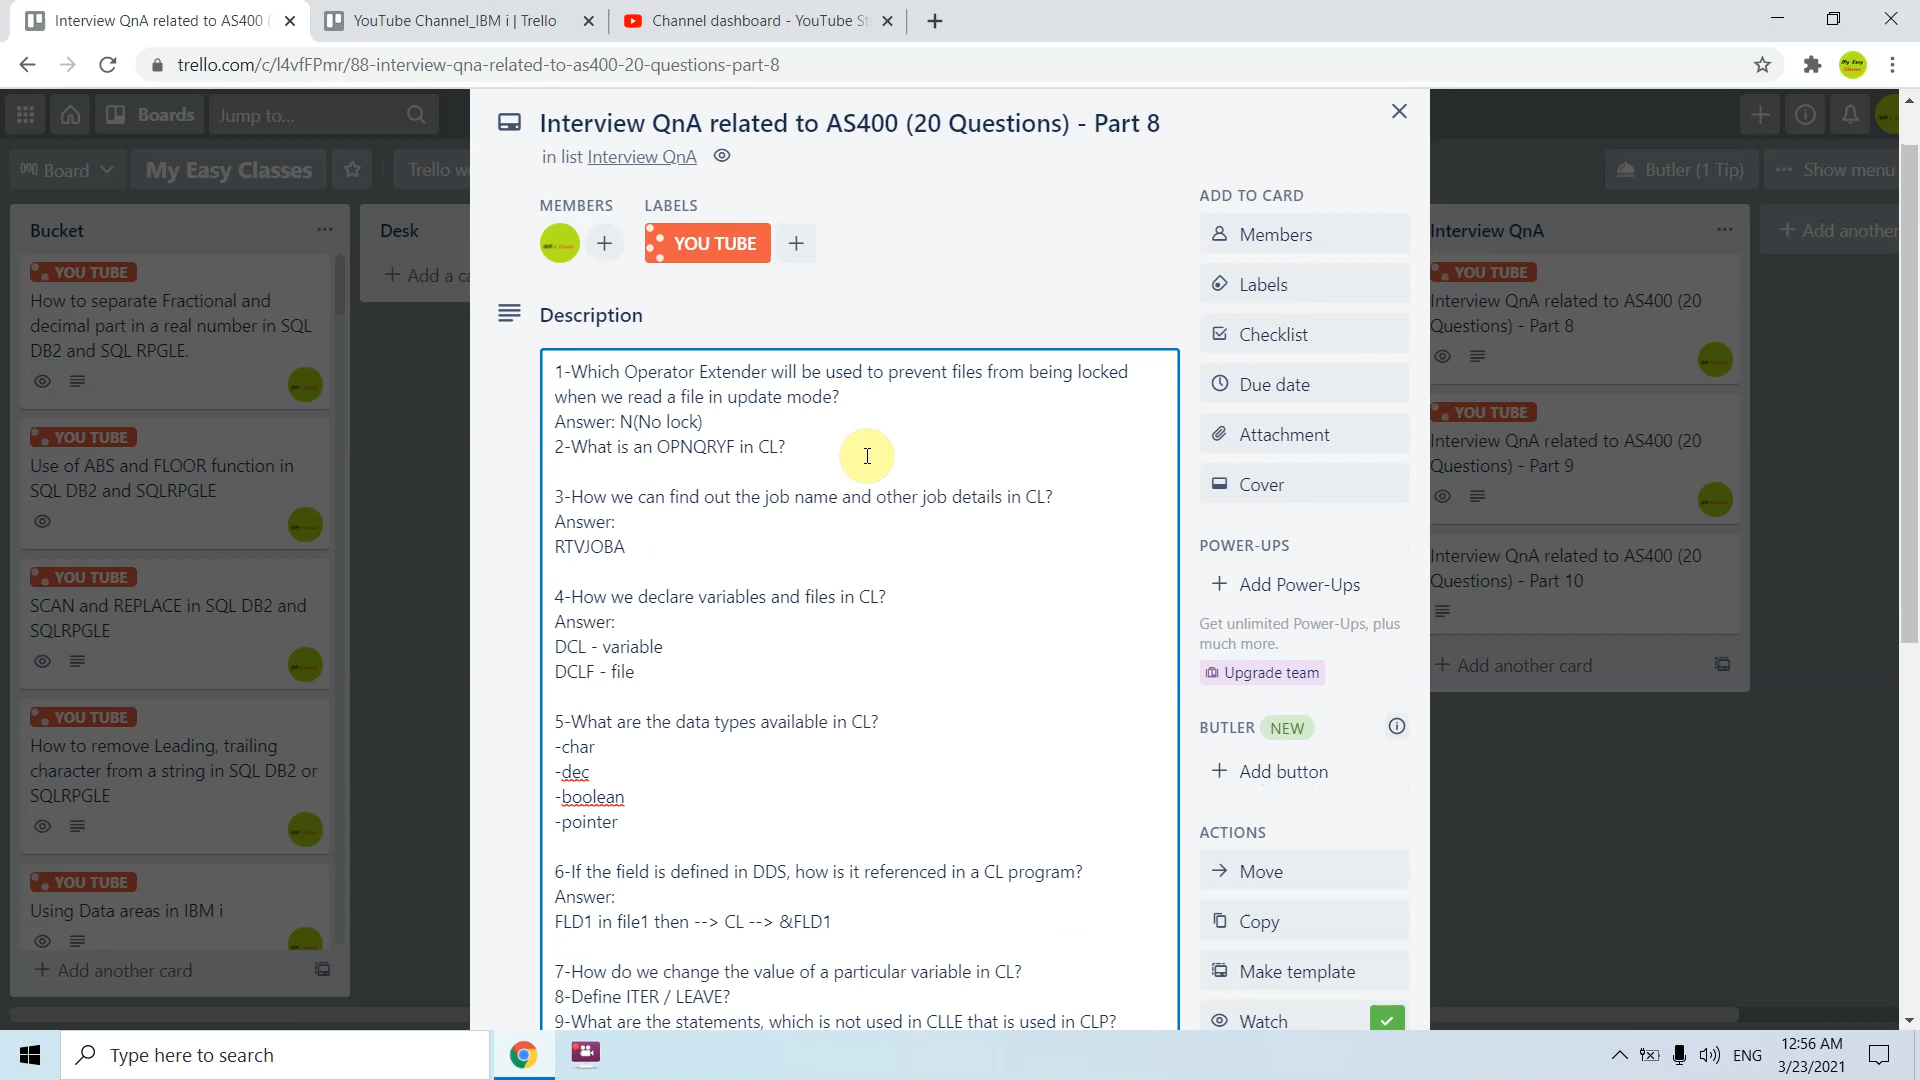 Interview QnA related to AS400 (
YouTube Channel_IBM i | Trello
Channel dashboard - YouTube St
trello.com/c/l4vfFPmr/88-interview-qna-related-to-as400-20-questions-part-8
Boards
Jump to...
Board
My Easy Classes
Trello w
Butler (1 Tip)
Show menu
Bucket
YOU TUBE
How to separate Fractional and
decimal part in a real number in SQL
DB2 and SQL RPGLE.
YOU TUBE
Use of ABS and FLOOR function in
SQL DB2 and SQLRPGLE
YOU TUBE
SCAN and REPLACE in SQL DB2 and
SQLRPGLE
YOU TUBE
How to remove Leading, trailing
character from a string in SQL DB2 or
SQLRPGLE
YOU TUBE
Using Data areas in IBM i
+ Add another card
Desk
+ Add a ca
Interview QnA related to AS400 (20 Questions) - Part 8
in list Interview QnA
MEMBERS
LABELS
YOU TUBE
Description
1-Which Operator Extender will be used to prevent files from being locked
when we read a file in update mode?
Answer: N(No lock)
2-What is an OPNQRYF in CL?
3-How we can find out the job name and other job details in CL?
Answer:
RTVJOBA
4-How we declare variables and files in CL?
Answer:
DCL - variable
DCLF - file
5-What are the data types available in CL?
-char
-dec
-boolean
-pointer
6-If the field is defined in DDS, how is it referenced in a CL program?
Answer:
FLD1 in file1 then --> CL --> &FLD1
7-How do we change the value of a particular variable in CL?
8-Define ITER / LEAVE?
9-What are the statements, which is not used in CLLE that is used in CLP?
ADD TO CARD
Members
Labels
Checklist
Due date
Attachment
Cover
POWER-UPS
+ Add Power-Ups
Get unlimited Power-Ups, plus
much more.
Upgrade team
BUTLER NEW
+ Add button
ACTIONS
Move
Copy
Make template
Watch
Interview QnA
YOU TUBE
Interview QnA related to AS400 (20
Questions) - Part 8
YOU TUBE
Interview QnA related to AS400 (20
Questions) - Part 9
Interview QnA related to AS400 (20
Questions) - Part 10
+ Add another card
+ Add another
Type here to search
ENG
12:56 AM
3/23/2021